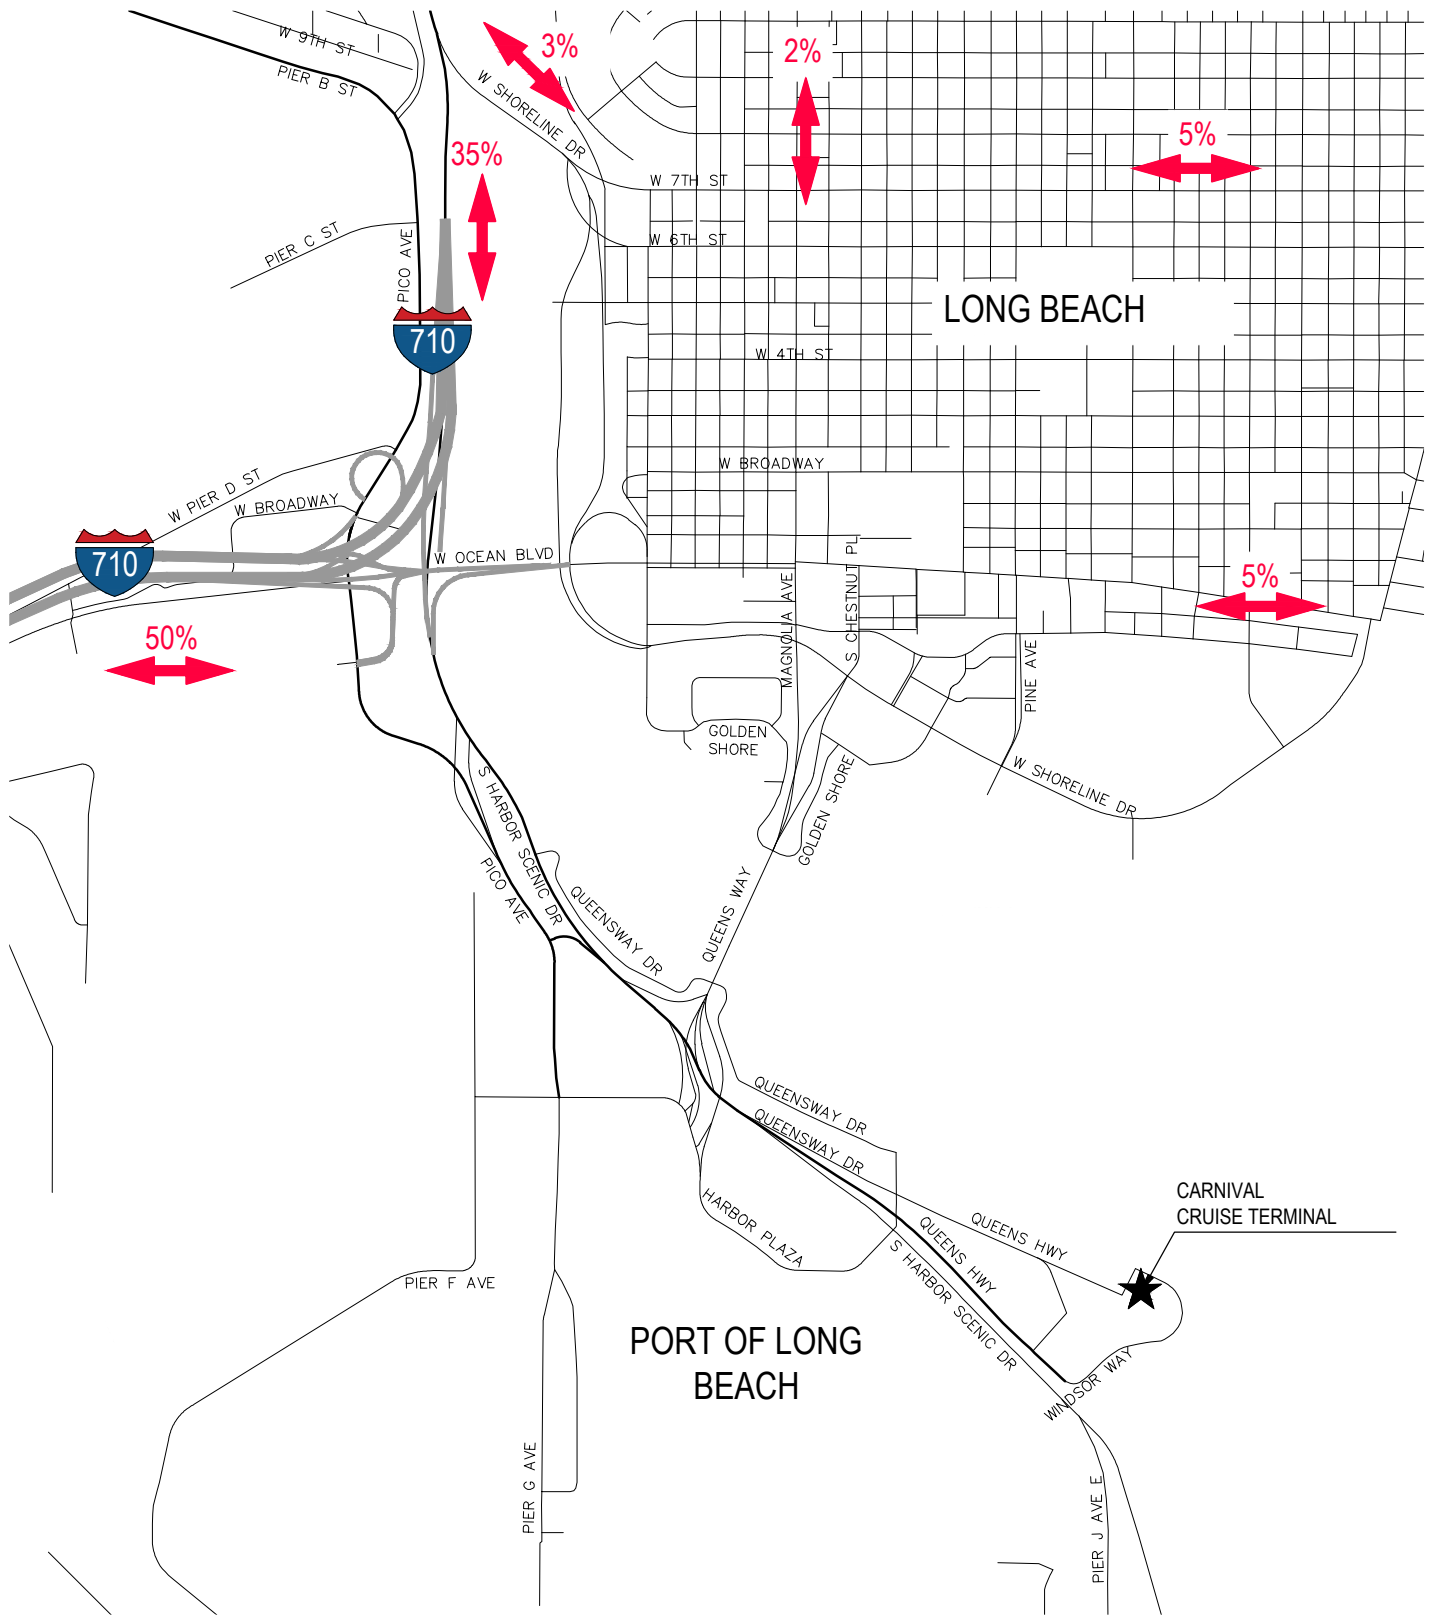 W 9TH ST
PIER B ST
3%
W SHORELINE DR
2%
5%
35%
W 7TH ST
W 6TH ST
PIER C ST
PICO AVE
710
LONG BEACH
W 4TH ST
W BROADWAY
W PIER D ST
W BROADWAY
710
W OCEAN BLVD
S CHESTNUT PL
MAGNOLIA AVE
5%
50%
PINE AVE
GOLDEN
SHORE
GOLDEN SHORE
W SHORELINE DR
S HARBOR SCENIC DR
PICO AVE
QUEENSWAY DR
QUEENS WAY
QUEENSWAY DR
QUEENSWAY DR
HARBOR PLAZA
CARNIVAL
CRUISE TERMINAL
QUEENS HWY
QUEENS HWY
S HARBOR SCENIC DR
PIER F AVE
PORT OF LONG
BEACH
WINDSOR WAY
PIER G AVE
PIER J AVE E